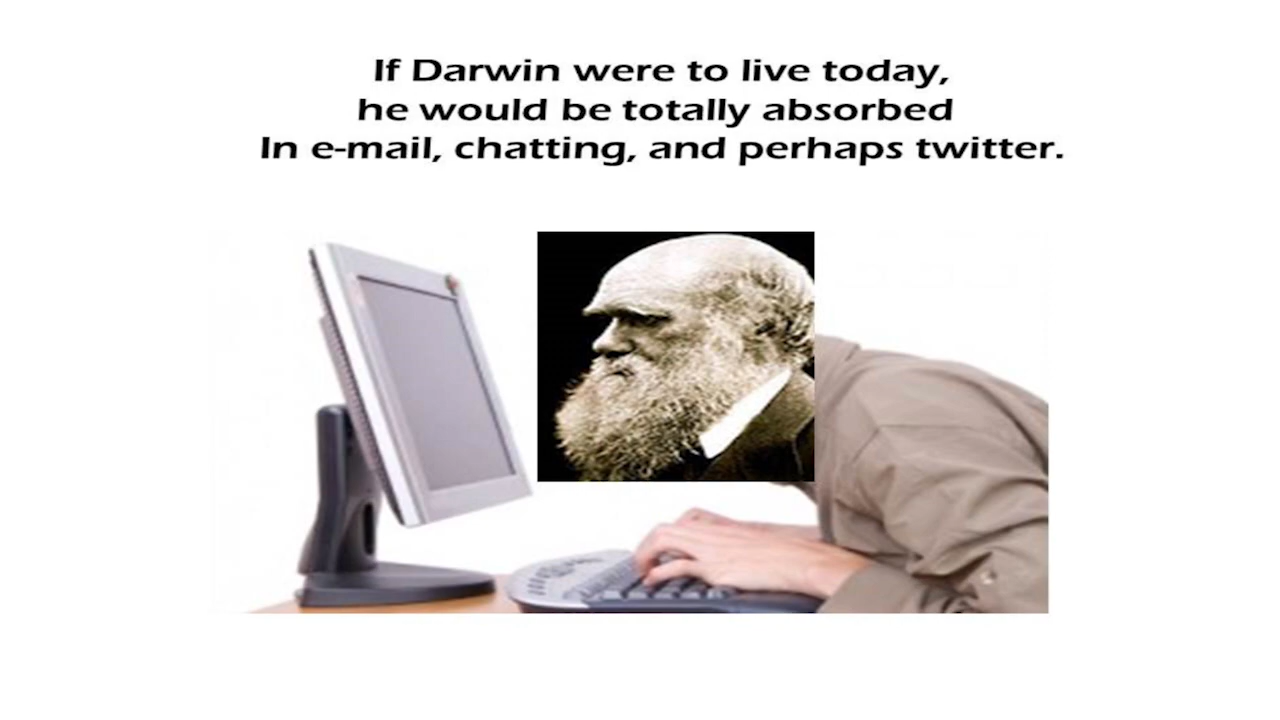 If Darwin were to live today,
he would be totally absorbed
In e-mail, chatting, and perhaps twitter.